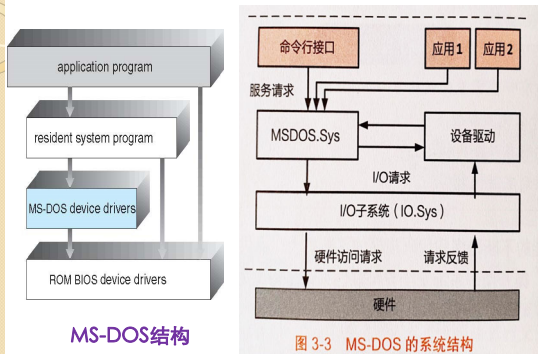 application program
resident system program
MS-DOS device drivers
ROM BIOS device drivers
MS-DOS结构
命令行接口
应用1
应用2
服务请求
MSDOS.Sys
设备驱动
I/O请求
I/O子系统（IO.Sys）
硬件访问请求
请求反馈
硬件
图 3-3 MS-DOS 的系统结构